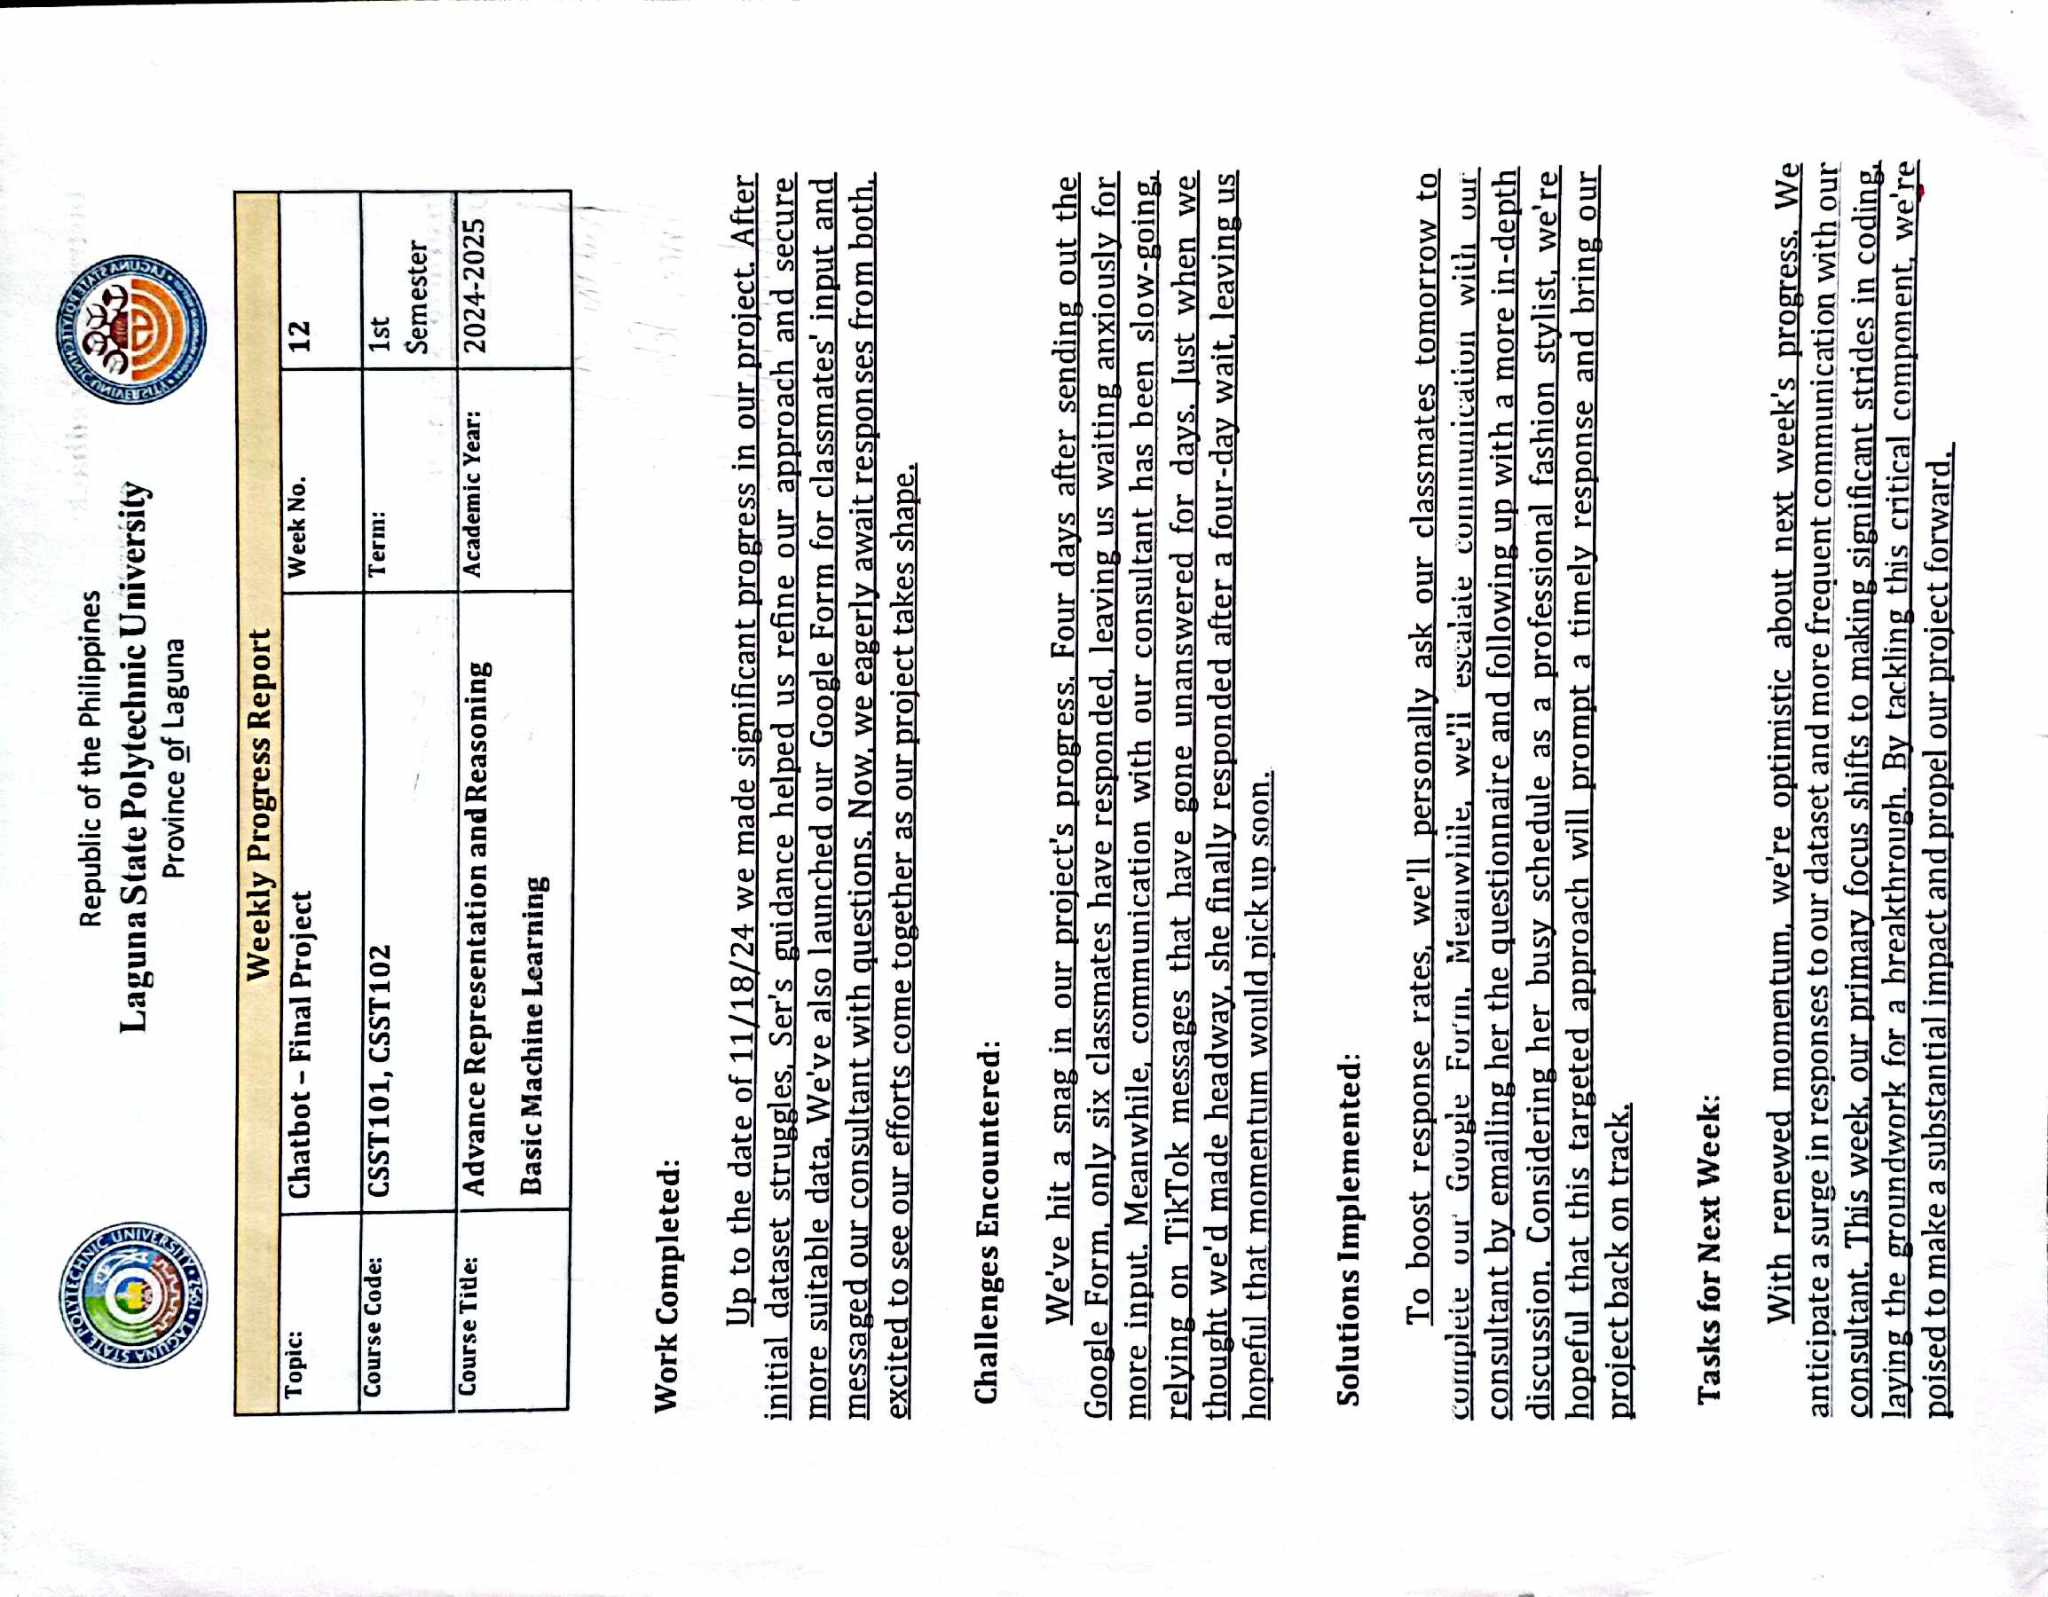 Republic of the Philippines
Laguna State Polytechnic University
Province of Laguna
LAGUNA STATE POLYTECHNIC UNIVERSITY
1952
Weekly Progress Report
Topic: Chatbot – Final Project Week No. 12
Course Code: CSST101, CSST102 Term: 1st
Semester
Course Title: Advance Representation and Reasoning Academic Year: 2024-2025
Basic Machine Learning
Work Completed:
Up to the date of 11/18/24 we made significant progress in our project. After
initial dataset struggles, Ser's guidance helped us refine our approach and secure
more suitable data. We've also launched our Google Form for classmates' input and
messaged our consultant with questions. Now, we eagerly await responses from both,
excited to see our efforts come together as our project takes shape.
Challenges Encountered:
We've hit a snag in our project's progress. Four days after sending out the
Google Form, only six classmates have responded, leaving us waiting anxiously for
more input. Meanwhile, communication with our consultant has been slow-going,
relying on TikTok messages that have gone unanswered for days. Just when we
thought we'd made headway, she finally responded after a four-day wait, leaving us
hopeful that momentum would pick up soon.
Solutions Implemented:
To boost response rates, we'll personally ask our classmates tomorrow to
complete our Google Form. Meanwhile, we'll escalate communication with our
consultant by emailing her the questionnaire and following up with a more in-depth
discussion. Considering her busy schedule as a professional fashion stylist, we're
hopeful that this targeted approach will prompt a timely response and bring our
project back on track.
Tasks for Next Week:
With renewed momentum, we're optimistic about next week's progress. We
anticipate a surge in responses to our dataset and more frequent communication with our
consultant. This week, our primary focus shifts to making significant strides in coding,
laying the groundwork for a breakthrough. By tackling this critical component, we're
poised to make a substantial impact and propel our project forward.